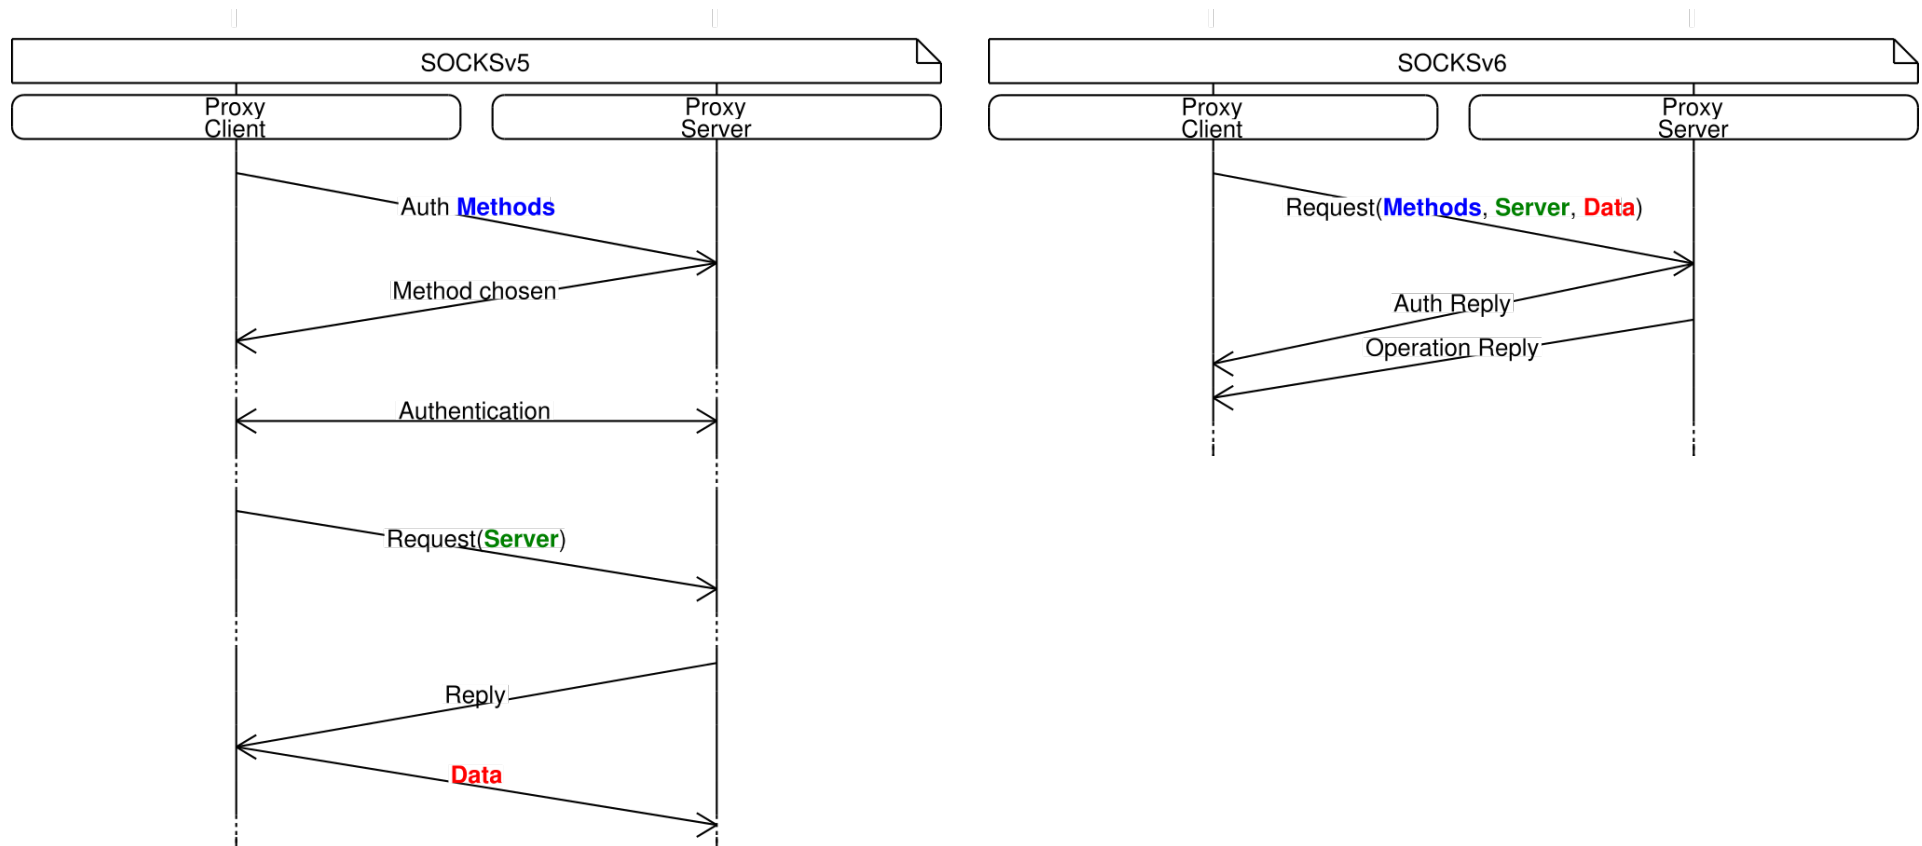 SOCKSv5
Proxy
Client
Proxy
Server
Auth Methods
Method chosen
Authentication
Request(Server)
Reply
Data
SOCKSv6
Proxy
Client
Proxy
Server
Request(Methods, Server, Data)
Auth Reply
Operation Reply